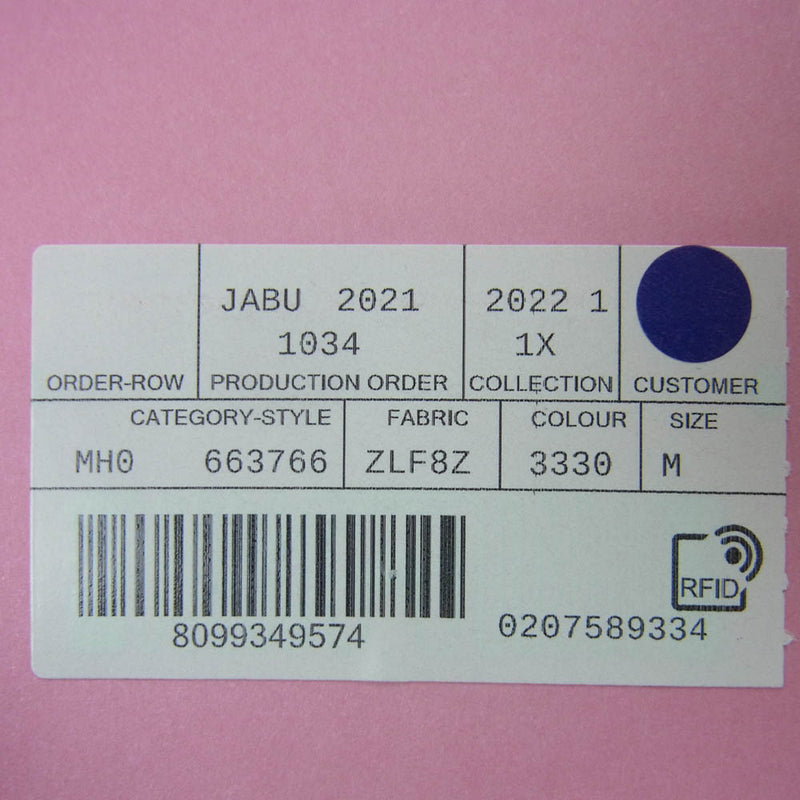 JABU 2021 2022 1
1034 1X
ORDER-ROW PRODUCTION ORDER COLLECTION CUSTOMER
CATEGORY-STYLE FABRIC COLOUR SIZE
MH0 663766 ZLF8Z 3330 M
RFID
8099349574 0207589334